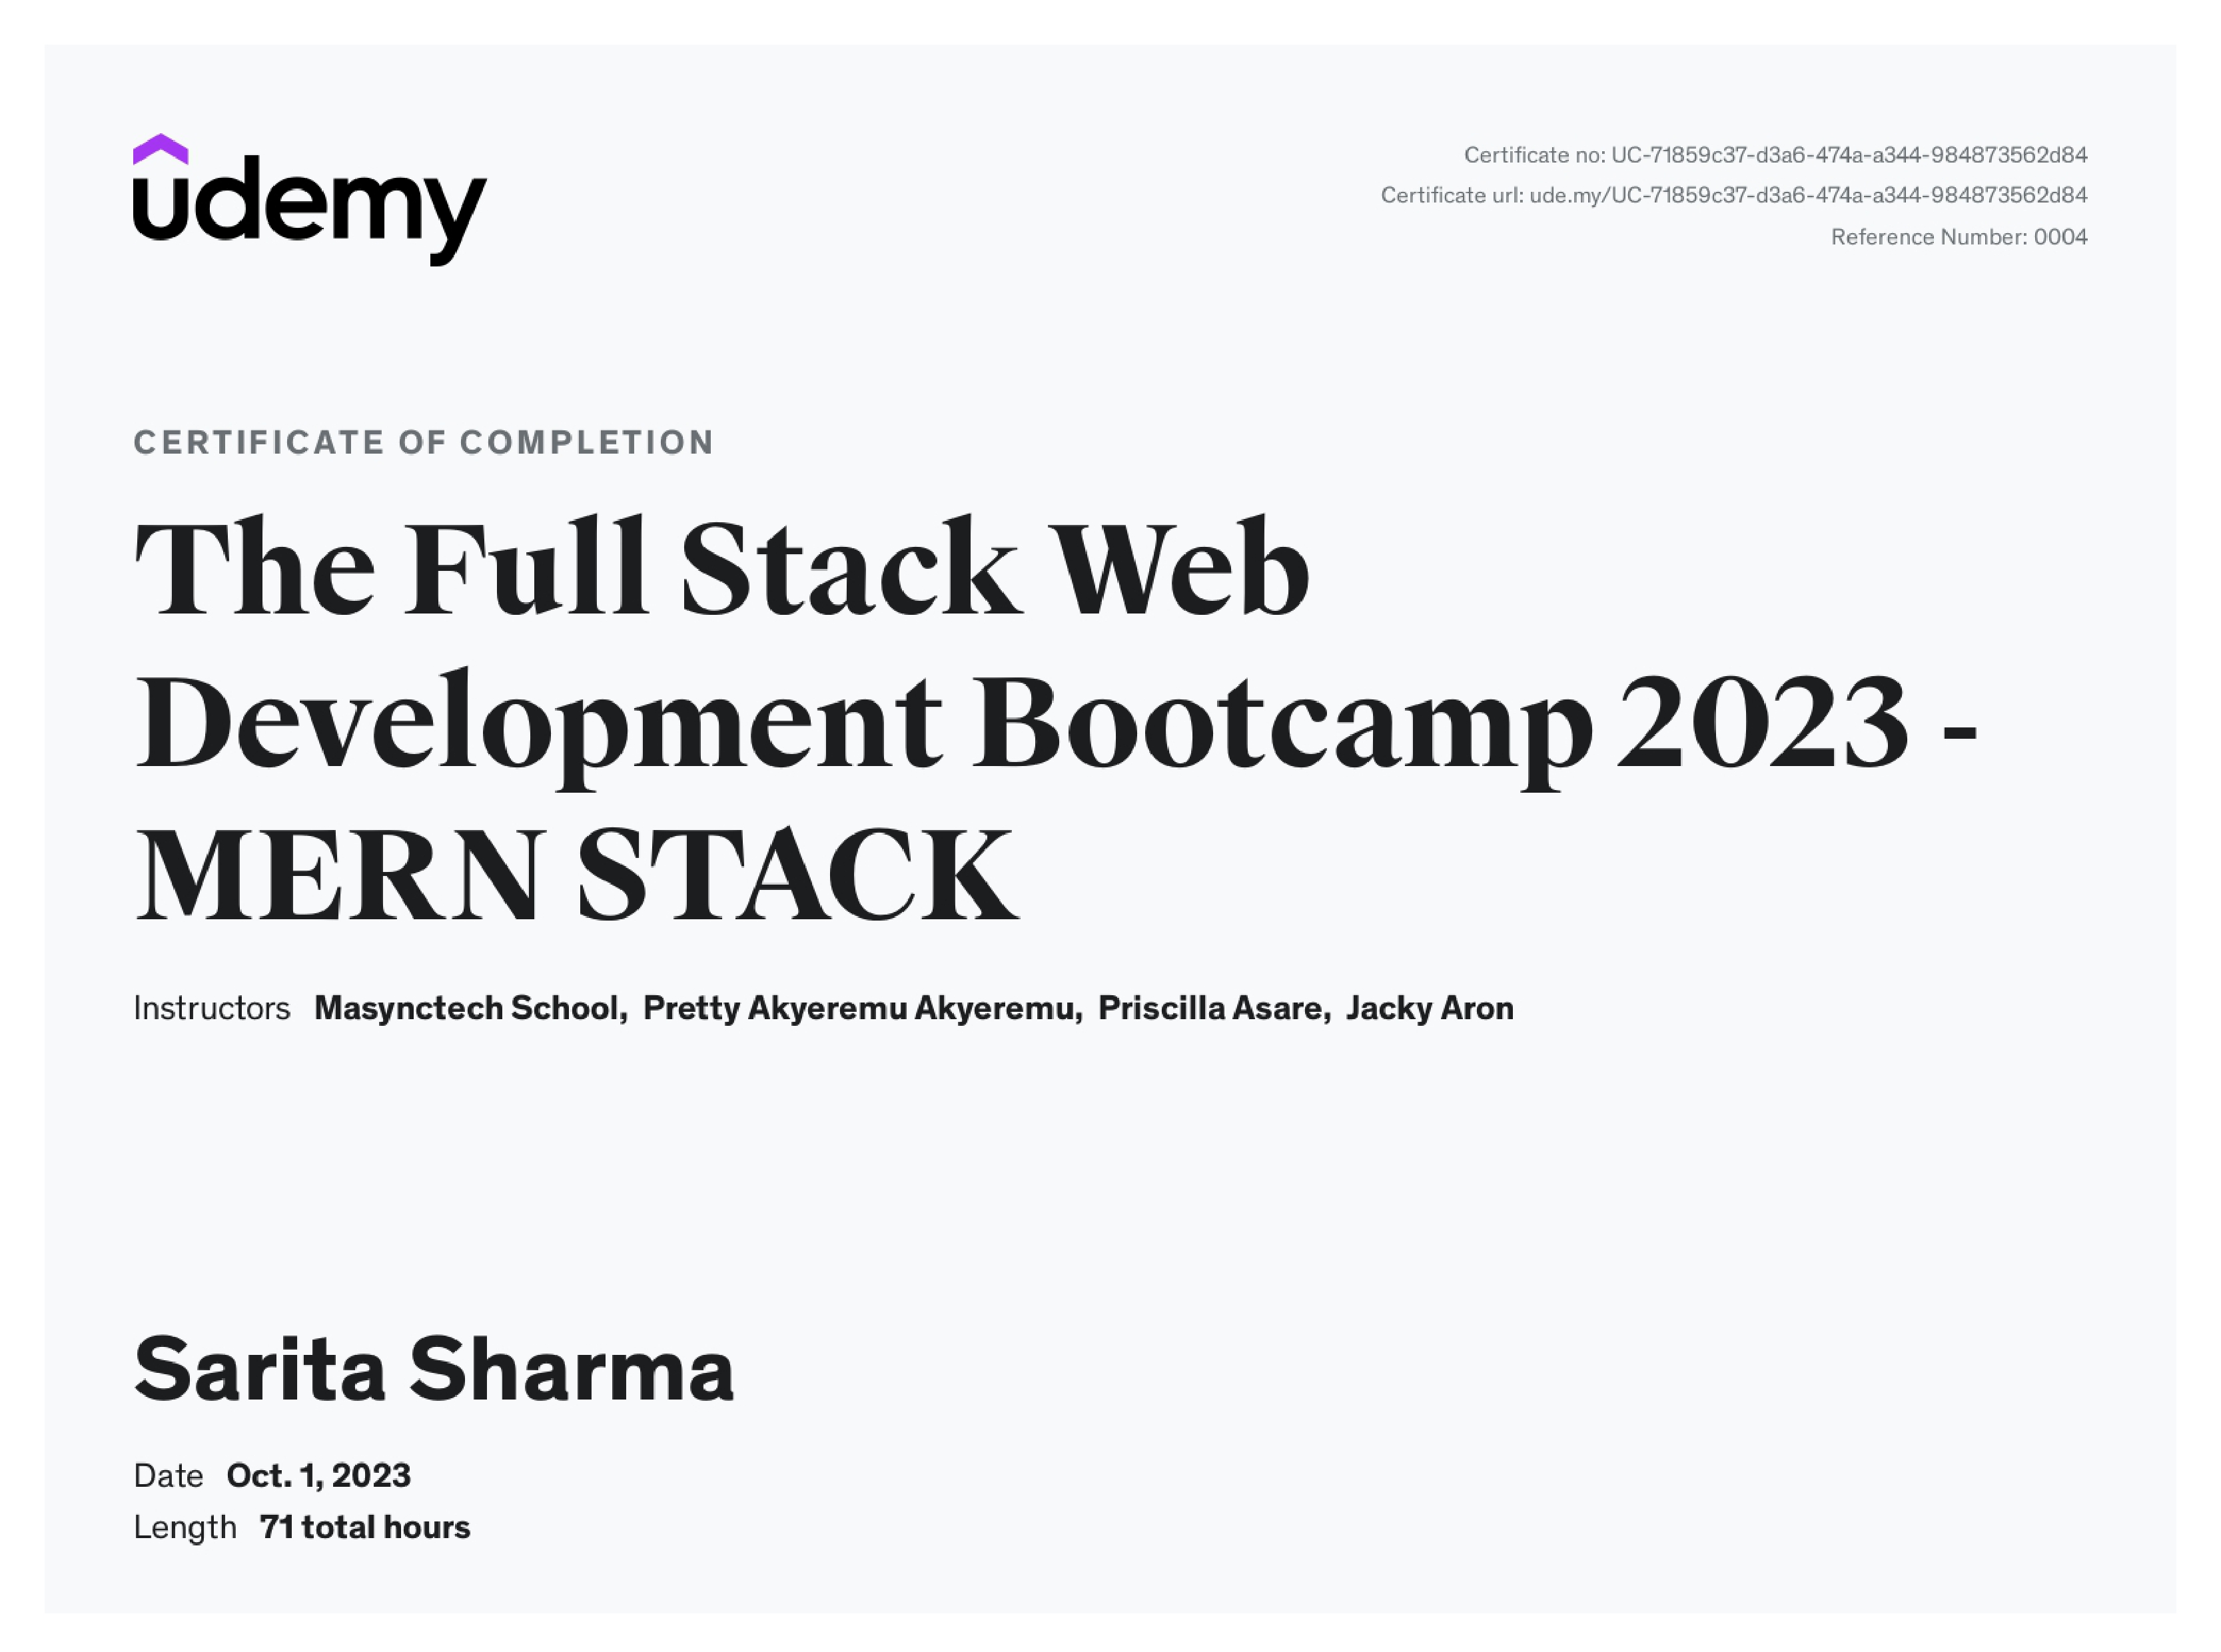 udemy
Certificate no: UC-71859c37-d3a6-474a-a344-984873562d84
Certificate url: ude.my/UC-71859c37-d3a6-474a-a344-984873562d84
Reference Number: 0004
CERTIFICATE OF COMPLETION
The Full Stack Web
Development Bootcamp 2023 -
MERN STACK
Instructors Masynctech School, Pretty Akyeremu Akyeremu, Priscilla Asare, Jacky Aron
Sarita Sharma
Date Oct. 1, 2023
Length 71 total hours